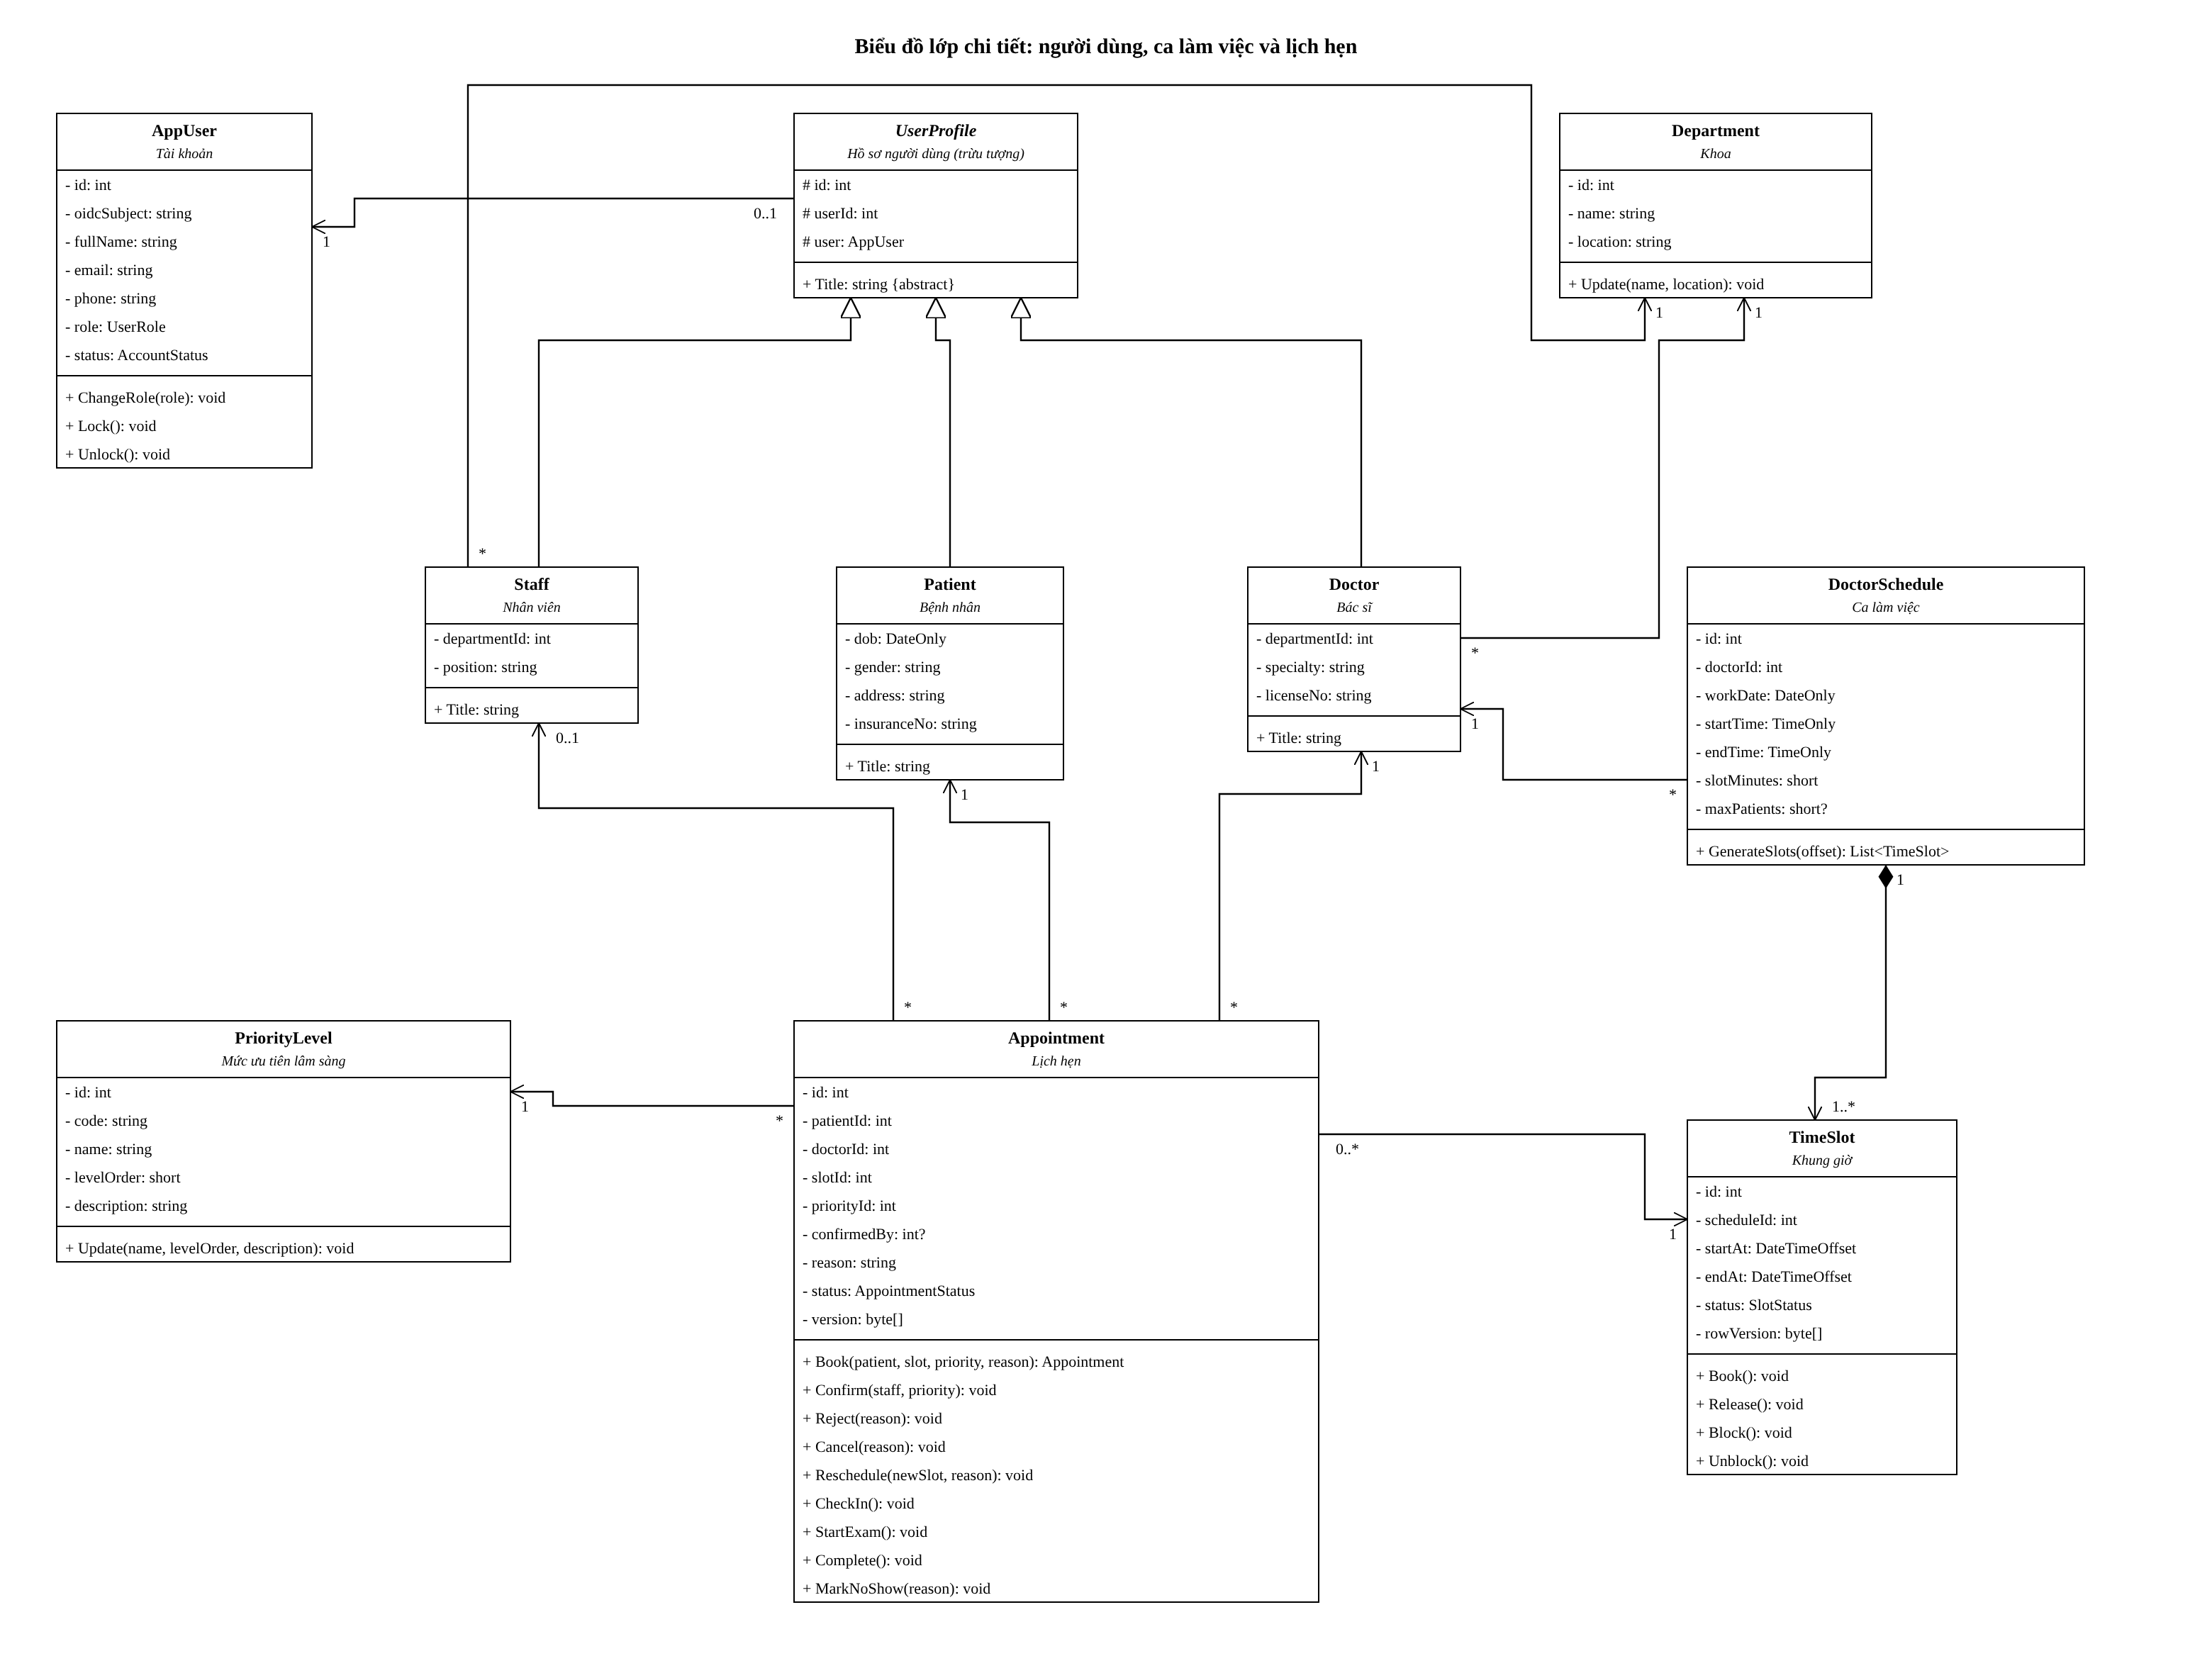 Biểu đồ lớp chi tiết: người dùng, ca làm việc và lịch hẹn
AppUser
Tài khoản
- id: int
- oidcSubject: string
- fullName: string
- email: string
- phone: string
- role: UserRole
- status: AccountStatus
+ ChangeRole(role): void
+ Lock(): void
+ Unlock(): void
1
0..1
UserProfile
Hồ sơ người dùng (trừu tượng)
# id: int
# userId: int
# user: AppUser
+ Title: string {abstract}
Department
Khoa
- id: int
- name: string
- location: string
+ Update(name, location): void
1
1
*
Staff
Nhân viên
- departmentId: int
- position: string
+ Title: string
0..1
Patient
Bệnh nhân
- dob: DateOnly
- gender: string
- address: string
- insuranceNo: string
+ Title: string
1
Doctor
Bác sĩ
- departmentId: int
- specialty: string
- licenseNo: string
+ Title: string
1
*
1
*
DoctorSchedule
Ca làm việc
- id: int
- doctorId: int
- workDate: DateOnly
- startTime: TimeOnly
- endTime: TimeOnly
- slotMinutes: short
- maxPatients: short?
+ GenerateSlots(offset): List<TimeSlot>
1
*
*
*
PriorityLevel
Mức ưu tiên lâm sàng
- id: int
- code: string
- name: string
- levelOrder: short
- description: string
+ Update(name, levelOrder, description): void
1
*
Appointment
Lịch hẹn
- id: int
- patientId: int
- doctorId: int
- slotId: int
- priorityId: int
- confirmedBy: int?
- reason: string
- status: AppointmentStatus
- version: byte[]
+ Book(patient, slot, priority, reason): Appointment
+ Confirm(staff, priority): void
+ Reject(reason): void
+ Cancel(reason): void
+ Reschedule(newSlot, reason): void
+ CheckIn(): void
+ StartExam(): void
+ Complete(): void
+ MarkNoShow(reason): void
0..*
1
1..*
TimeSlot
Khung giờ
- id: int
- scheduleId: int
- startAt: DateTimeOffset
- endAt: DateTimeOffset
- status: SlotStatus
- rowVersion: byte[]
+ Book(): void
+ Release(): void
+ Block(): void
+ Unblock(): void